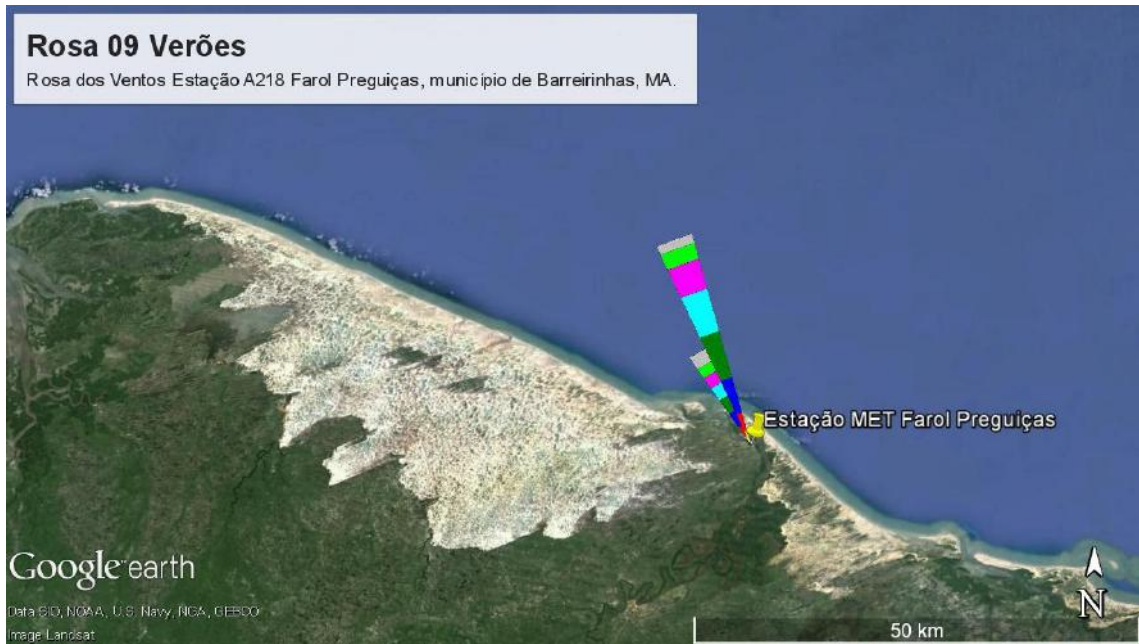 Rosa 09 Verões
Rosa dos Ventos Estação A218 Farol Preguiças, município de Barreirinhas, MA.
Estação MET Farol Preguiças
Google earth
Data SIO, NOAA, U.S. Navy, NGA, GEBCO
Image Landsat
N
50 km